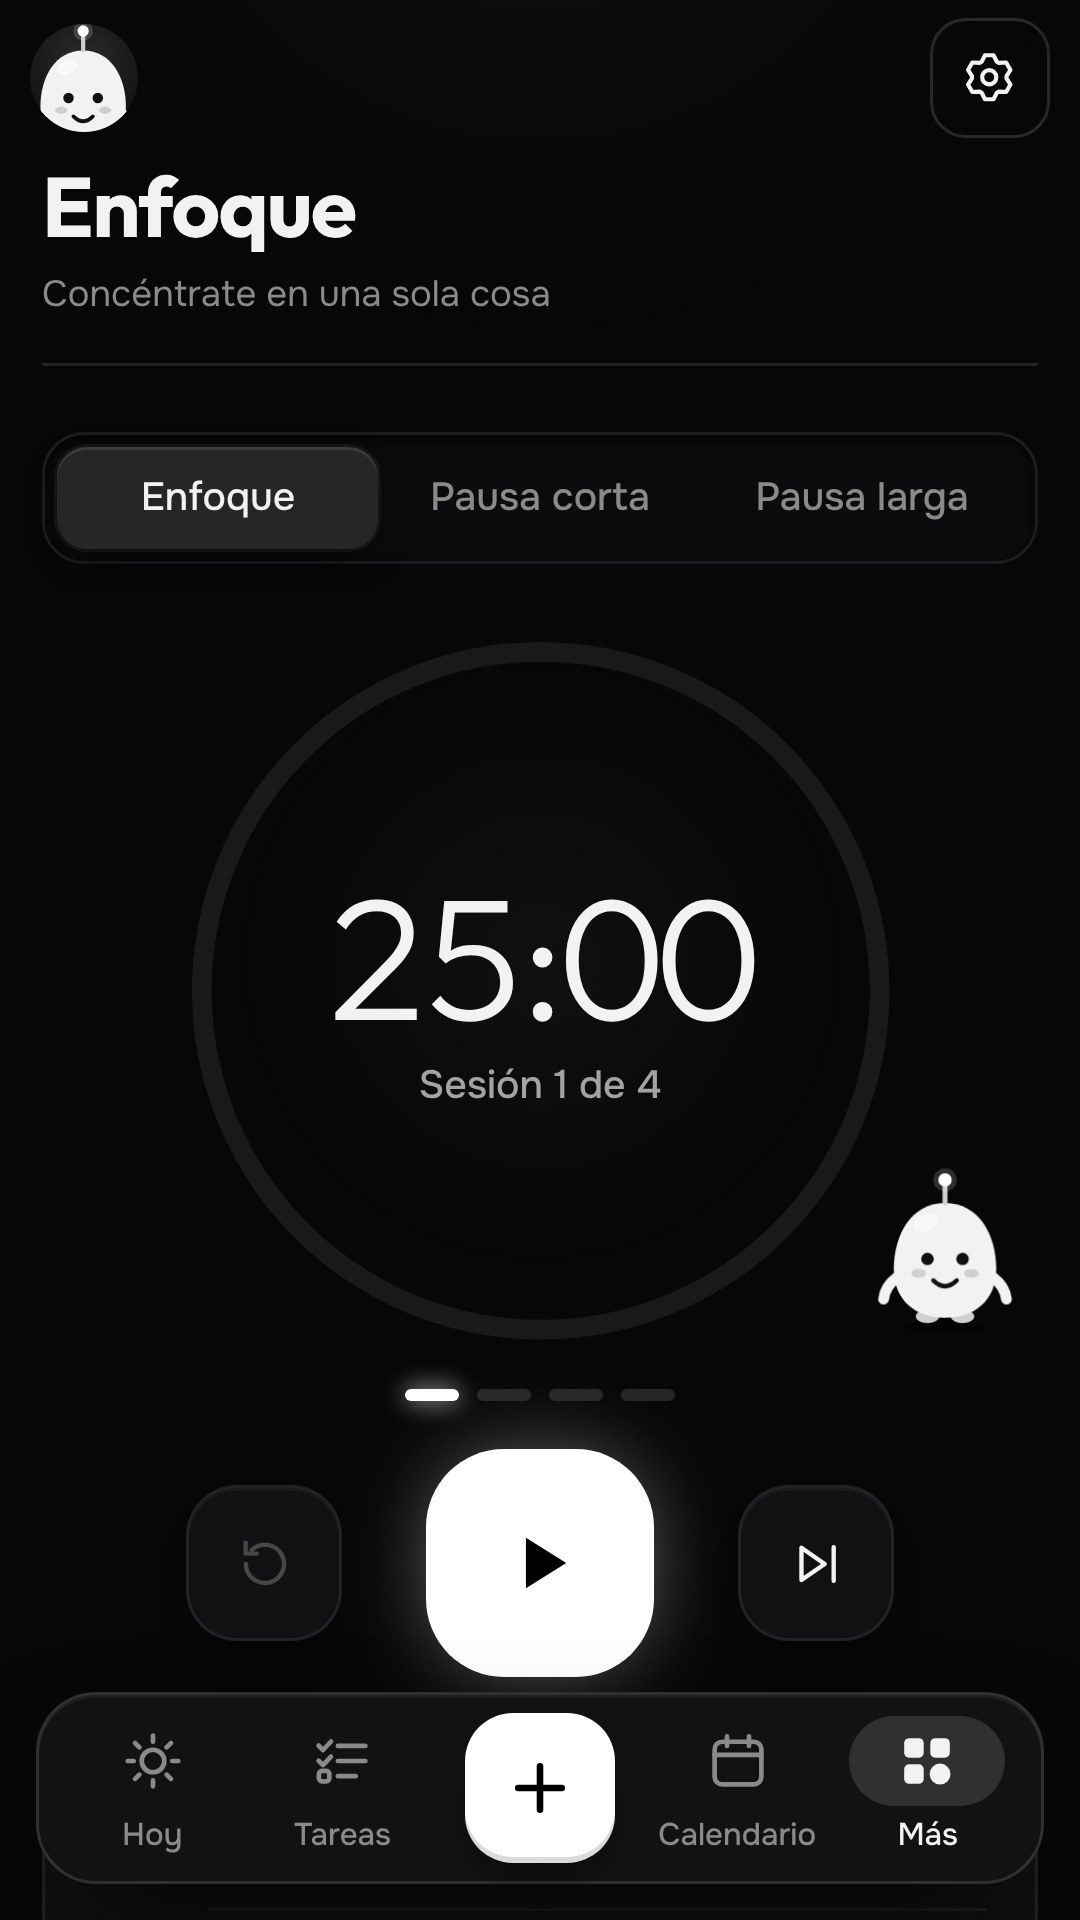 Enfoque
Concéntrate en una sola cosa
Enfoque
Pausa corta
Pausa larga
25:00
Sesión 1 de 4
Hoy
Tareas
Calendario
Más